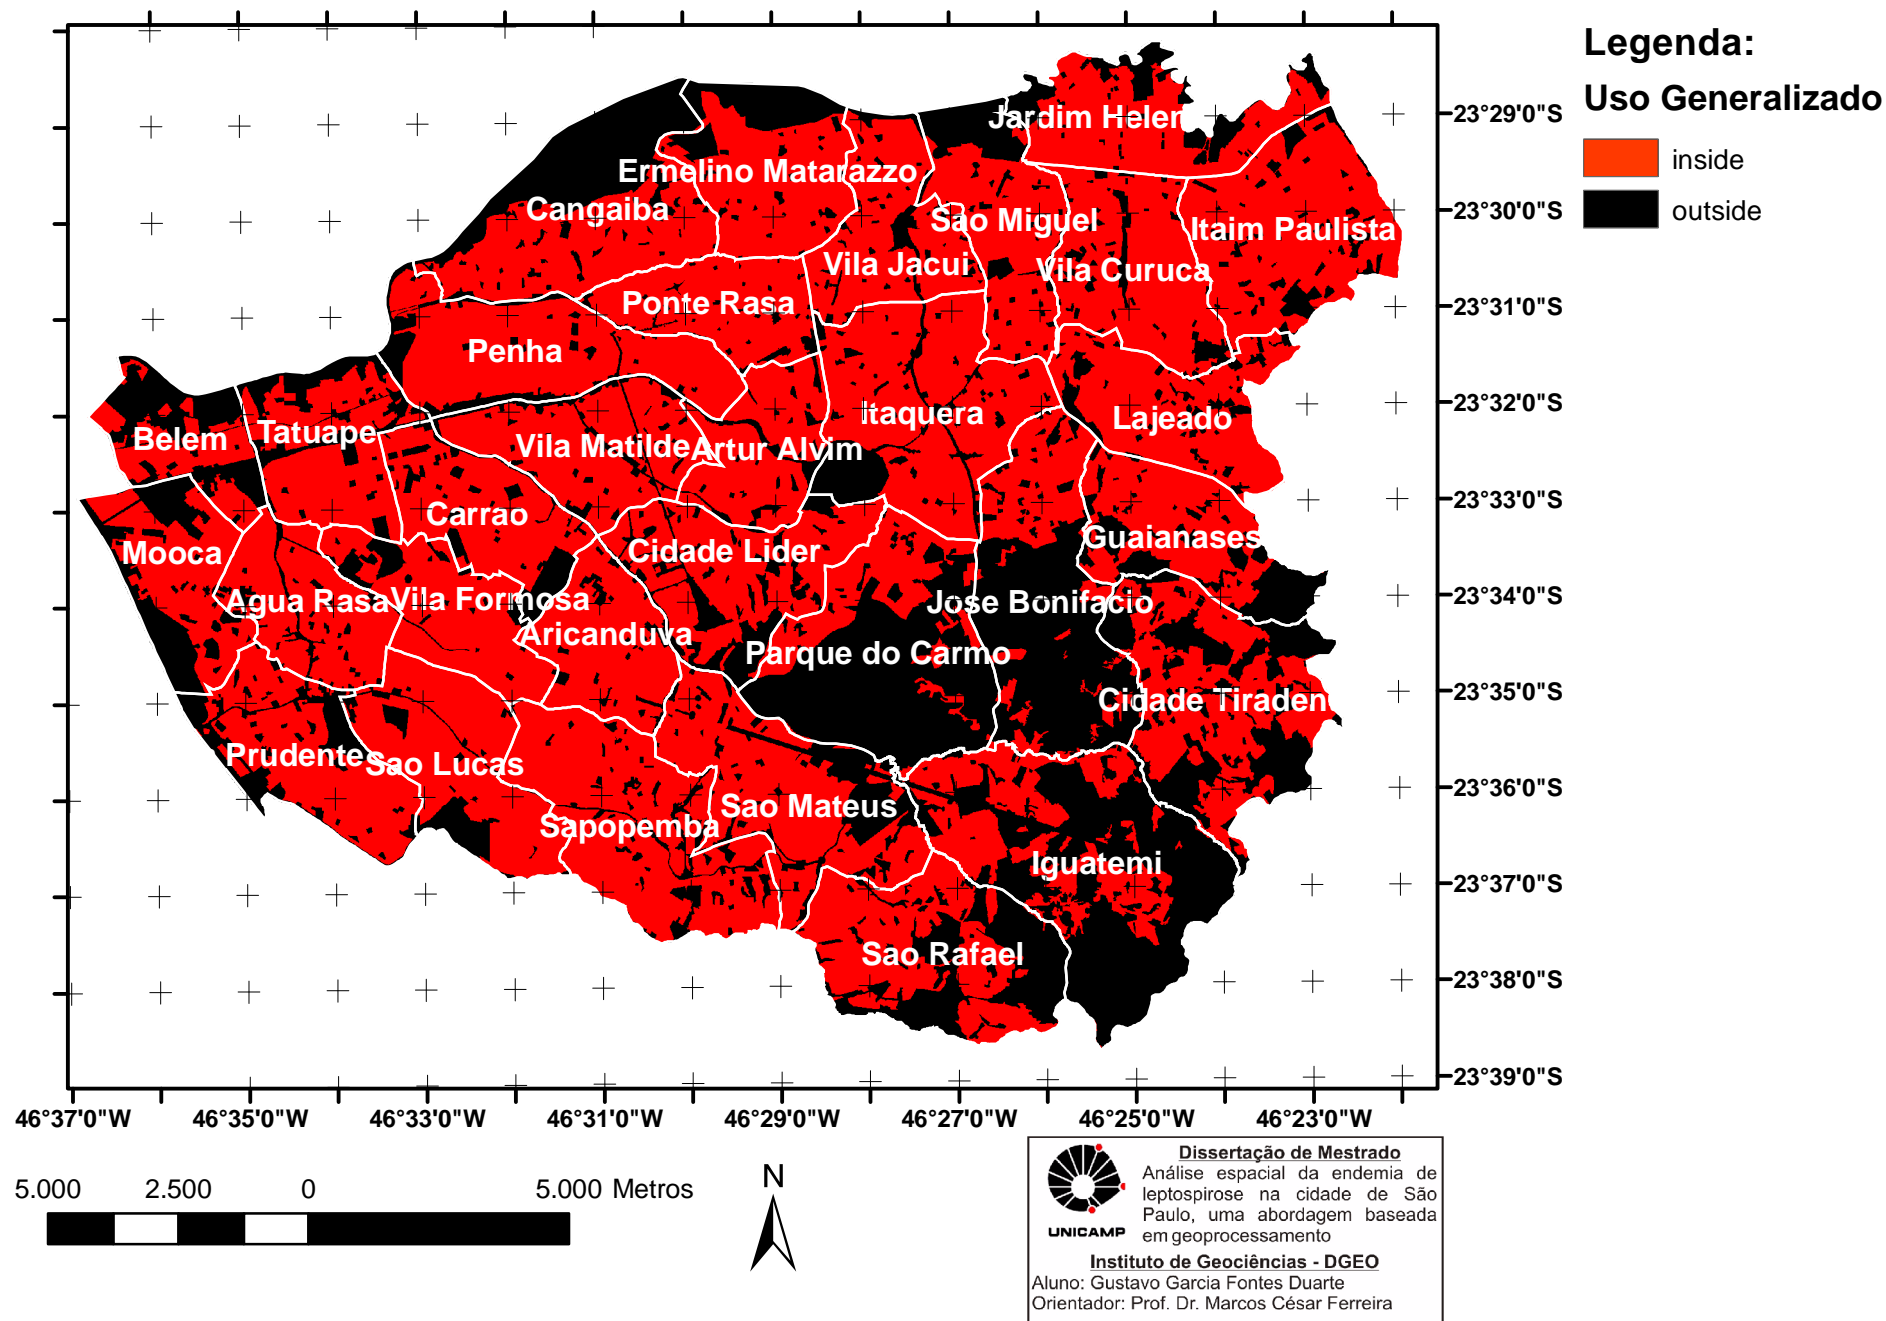 Legenda:
Uso Generalizado
inside
outside
Jardim Helen
Ermelino Matarazzo
Cangaiba
Sao Miguel
Itaim Paulista
Vila Jacui
Vila Curuca
Ponte Rasa
Penha
Itaquera
Lajeado
Belem
Tatuape
Vila Matilde
Artur Alvim
Carrao
Mooca
Cidade Lider
Guaianases
Agua Rasa
Vila Formosa
Jose Bonifacio
Aricanduva
Parque do Carmo
Cidade Tiraden
Prudente
Sao Lucas
Sao Mateus
Sapopemba
Iguatemi
Sao Rafael
23°29'0"S
23°30'0"S
23°31'0"S
23°32'0"S
23°33'0"S
23°34'0"S
23°35'0"S
23°36'0"S
23°37'0"S
23°38'0"S
23°39'0"S
46°37'0"W
46°35'0"W
46°33'0"W
46°31'0"W
46°29'0"W
46°27'0"W
46°25'0"W
46°23'0"W
5.000 2.500 0 5.000 Metros
N
UNICAMP
Dissertação de Mestrado
Análise espacial da endemia de
leptospirose na cidade de São
Paulo, uma abordagem baseada
em geoprocessamento
Instituto de Geociências - DGEO
Aluno: Gustavo Garcia Fontes Duarte
Orientador: Prof. Dr. Marcos César Ferreira